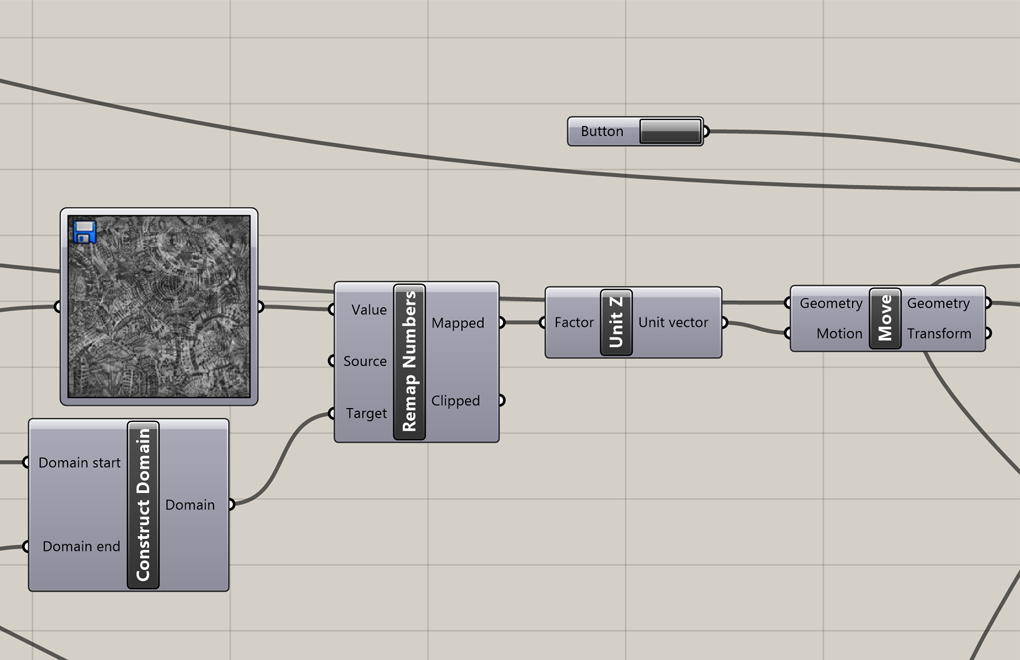 Button
Value
Source
Target
Remap Numbers
Mapped
Clipped
Factor
Unit Z
Unit vector
Geometry
Motion
Move
Geometry
Transform
Domain start
Domain end
Construct Domain
Domain